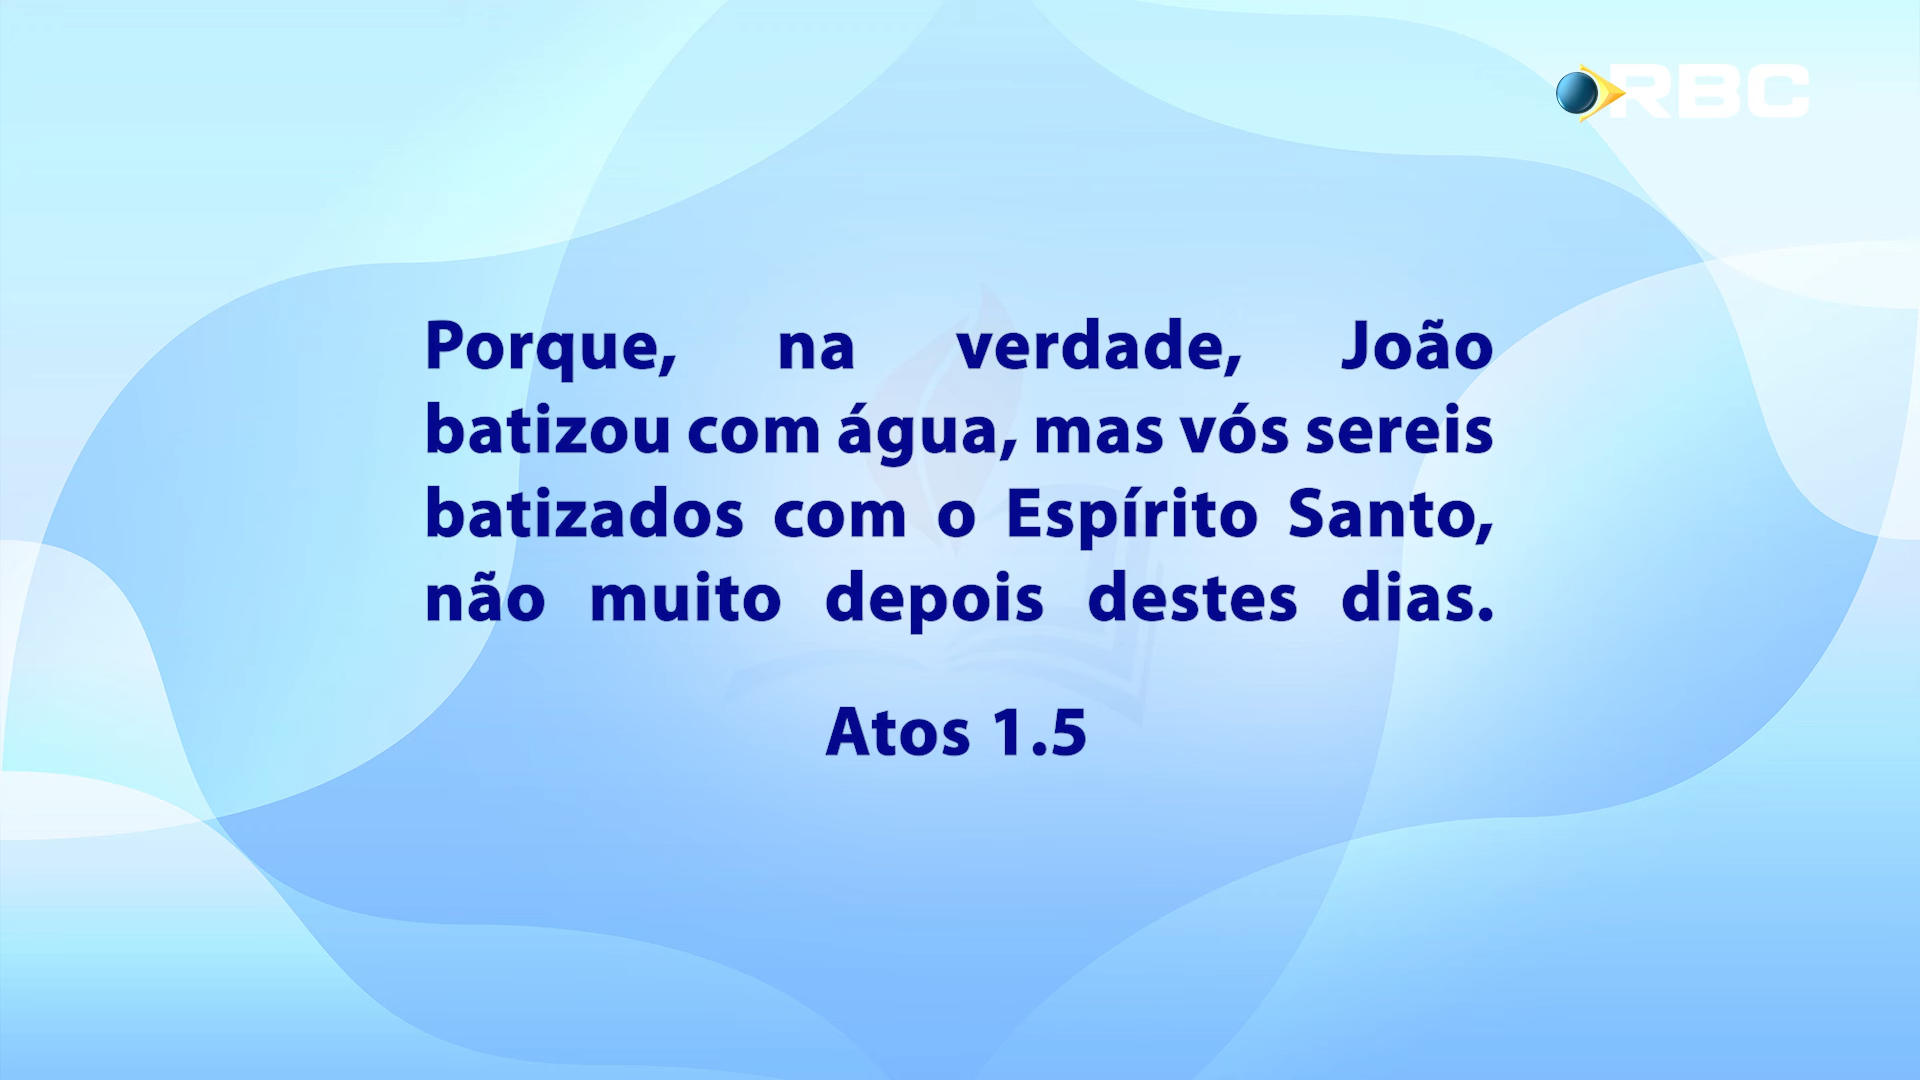 RBC
Porque, na verdade, João
batizou com água, mas vós sereis
batizados com o Espírito Santo,
não muito depois destes dias.
Atos 1.5